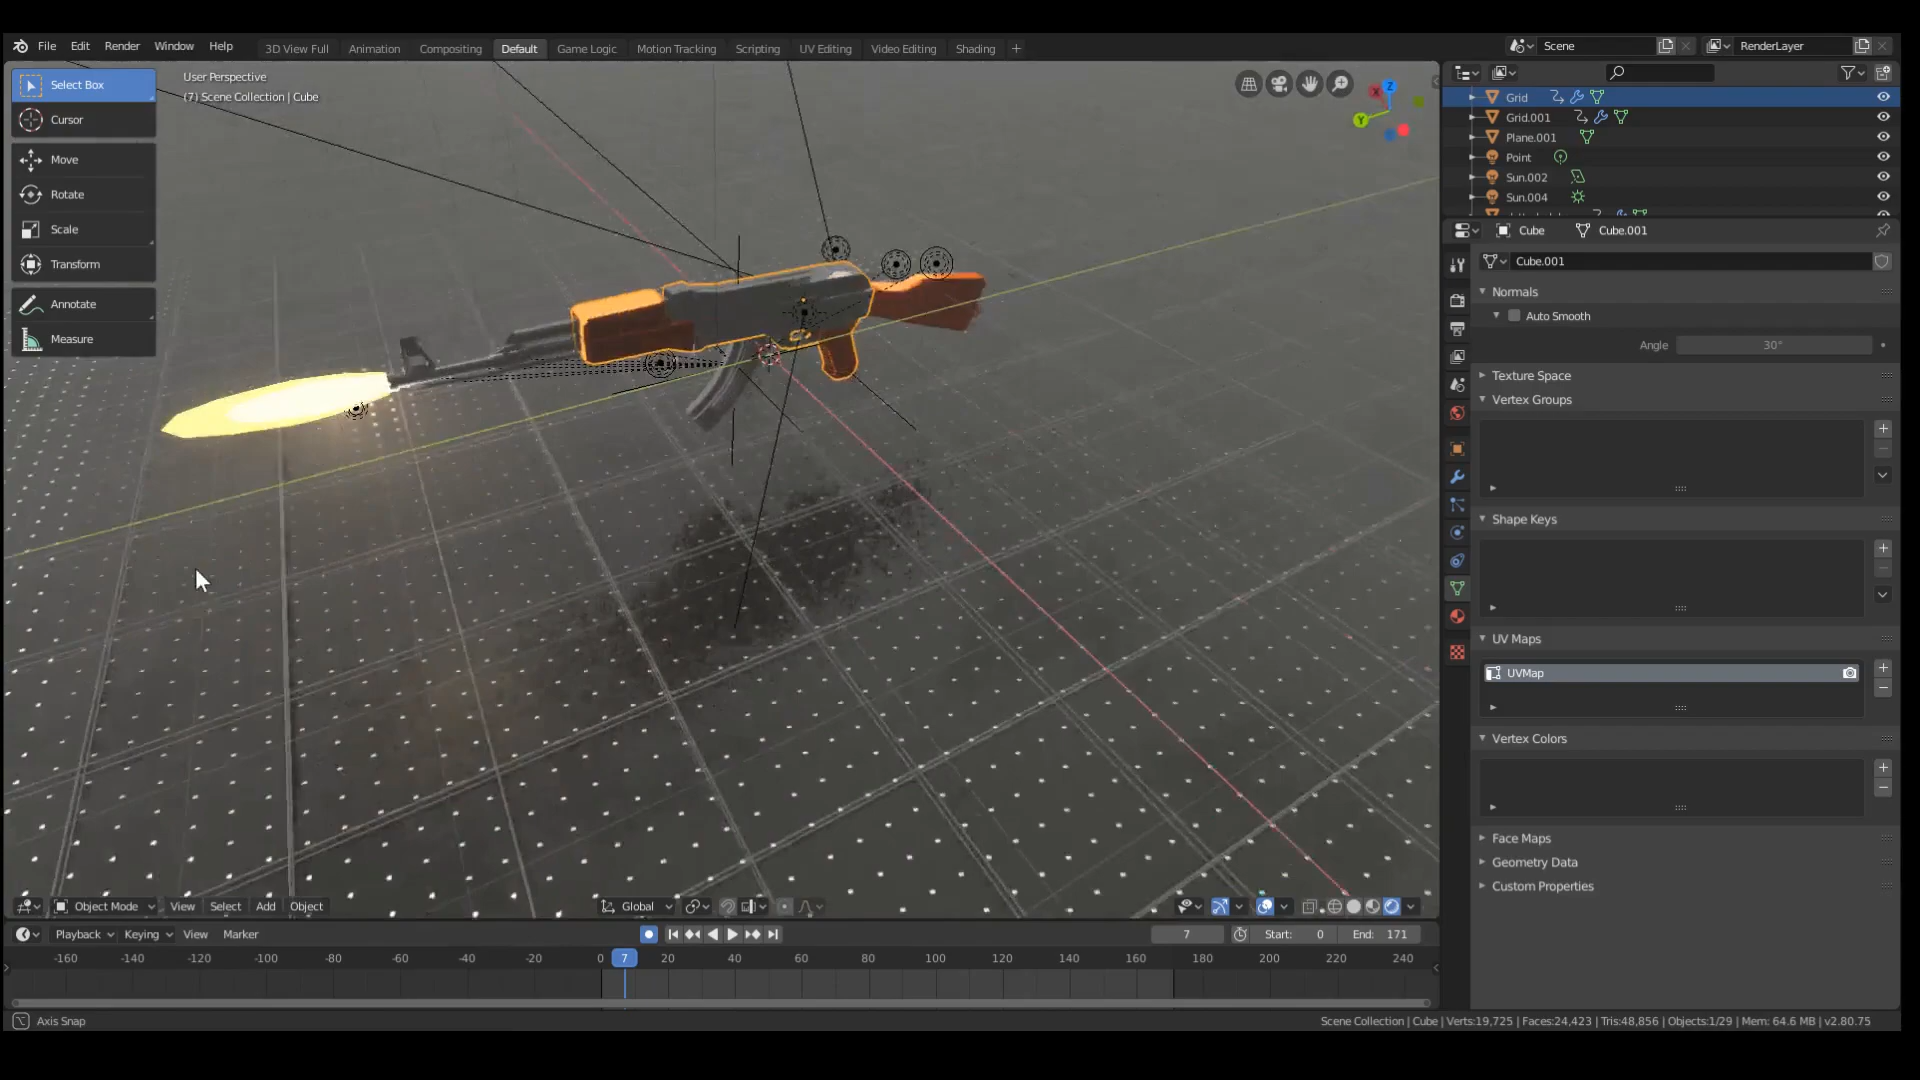 File Edit Render Window Help 3D View Full Animation Compositing Default Game Logic Motion Tracking Scripting UV Editing Video Editing Shading + Scene RenderLayer
Select Box
Cursor
Move
Rotate
Scale
Transform
Annotate
Measure
User Perspective
(7) Scene Collection | Cube
X
Y
Z
Grid
Grid.001
Plane.001
Point
Sun.002
Sun.004
Cube Cube.001
Cube.001
Normals
Auto Smooth
Angle 30°
Texture Space
Vertex Groups
Shape Keys
UV Maps
UVMap
Vertex Colors
Face Maps
Geometry Data
Custom Properties
Object Mode View Select Add Object Global
Playback Keying View Marker 7 Start: 0 End: 171
-160 -140 -120 -100 -80 -60 -40 -20 0 7 20 40 60 80 100 120 140 160 180 200 220 240
Axis Snap
Scene Collection | Cube | Verts:19,725 | Faces:24,423 | Tris:48,856 | Objects:1/29 | Mem: 64.6 MB | v2.80.75